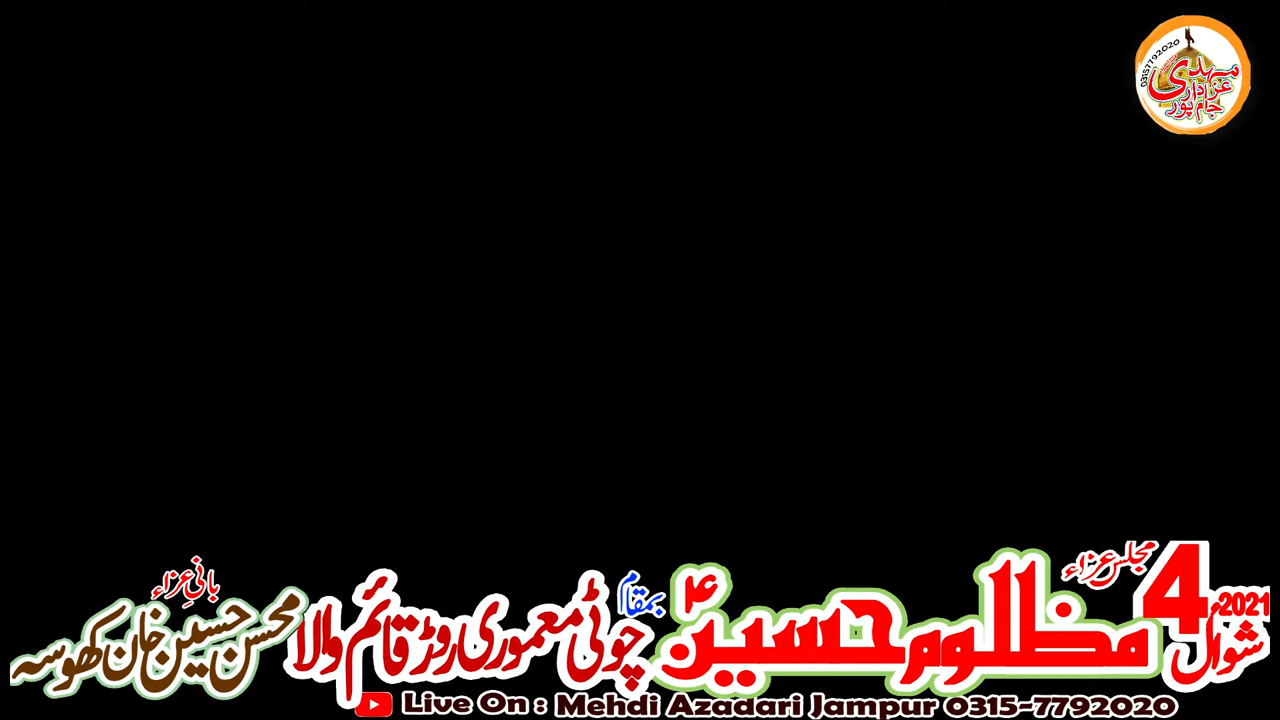 03157792020
مہدی
عزاداری
جام پور
4 شوال 2021
مجلس عزاء
مظلوم حسینؑ
بمقام
چوٹی معموری روڈ قائم والا
بانی عزاء
محسن حسین خان کھوسہ
Live On : Mehdi Azadari Jampur 0315-7792020